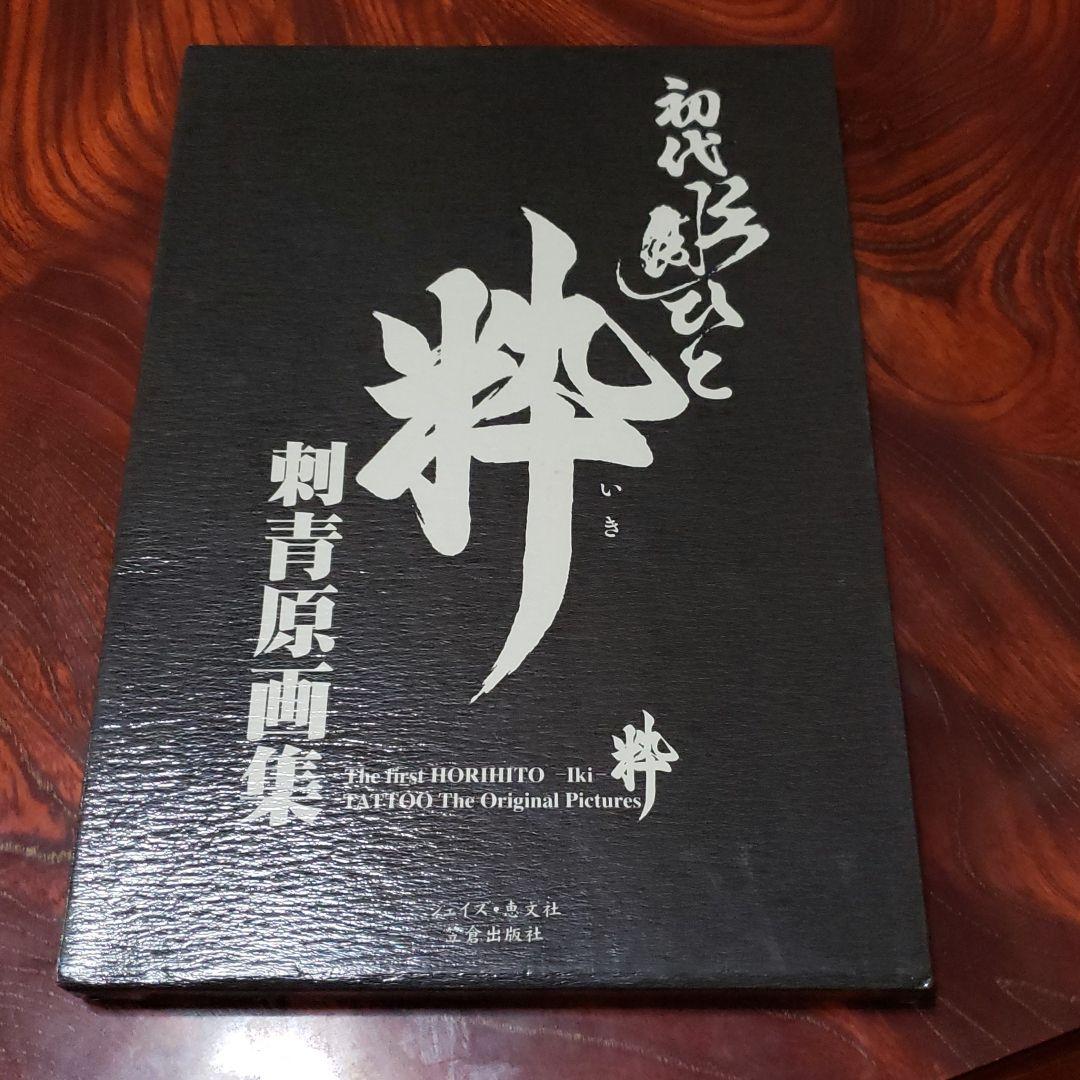 初代彫ひと
粋
いき
刺青原画集
The first HORIHITO Iki
TATTOO The Original Pictures
粋
ジェイズ・恵文社
笠倉出版社